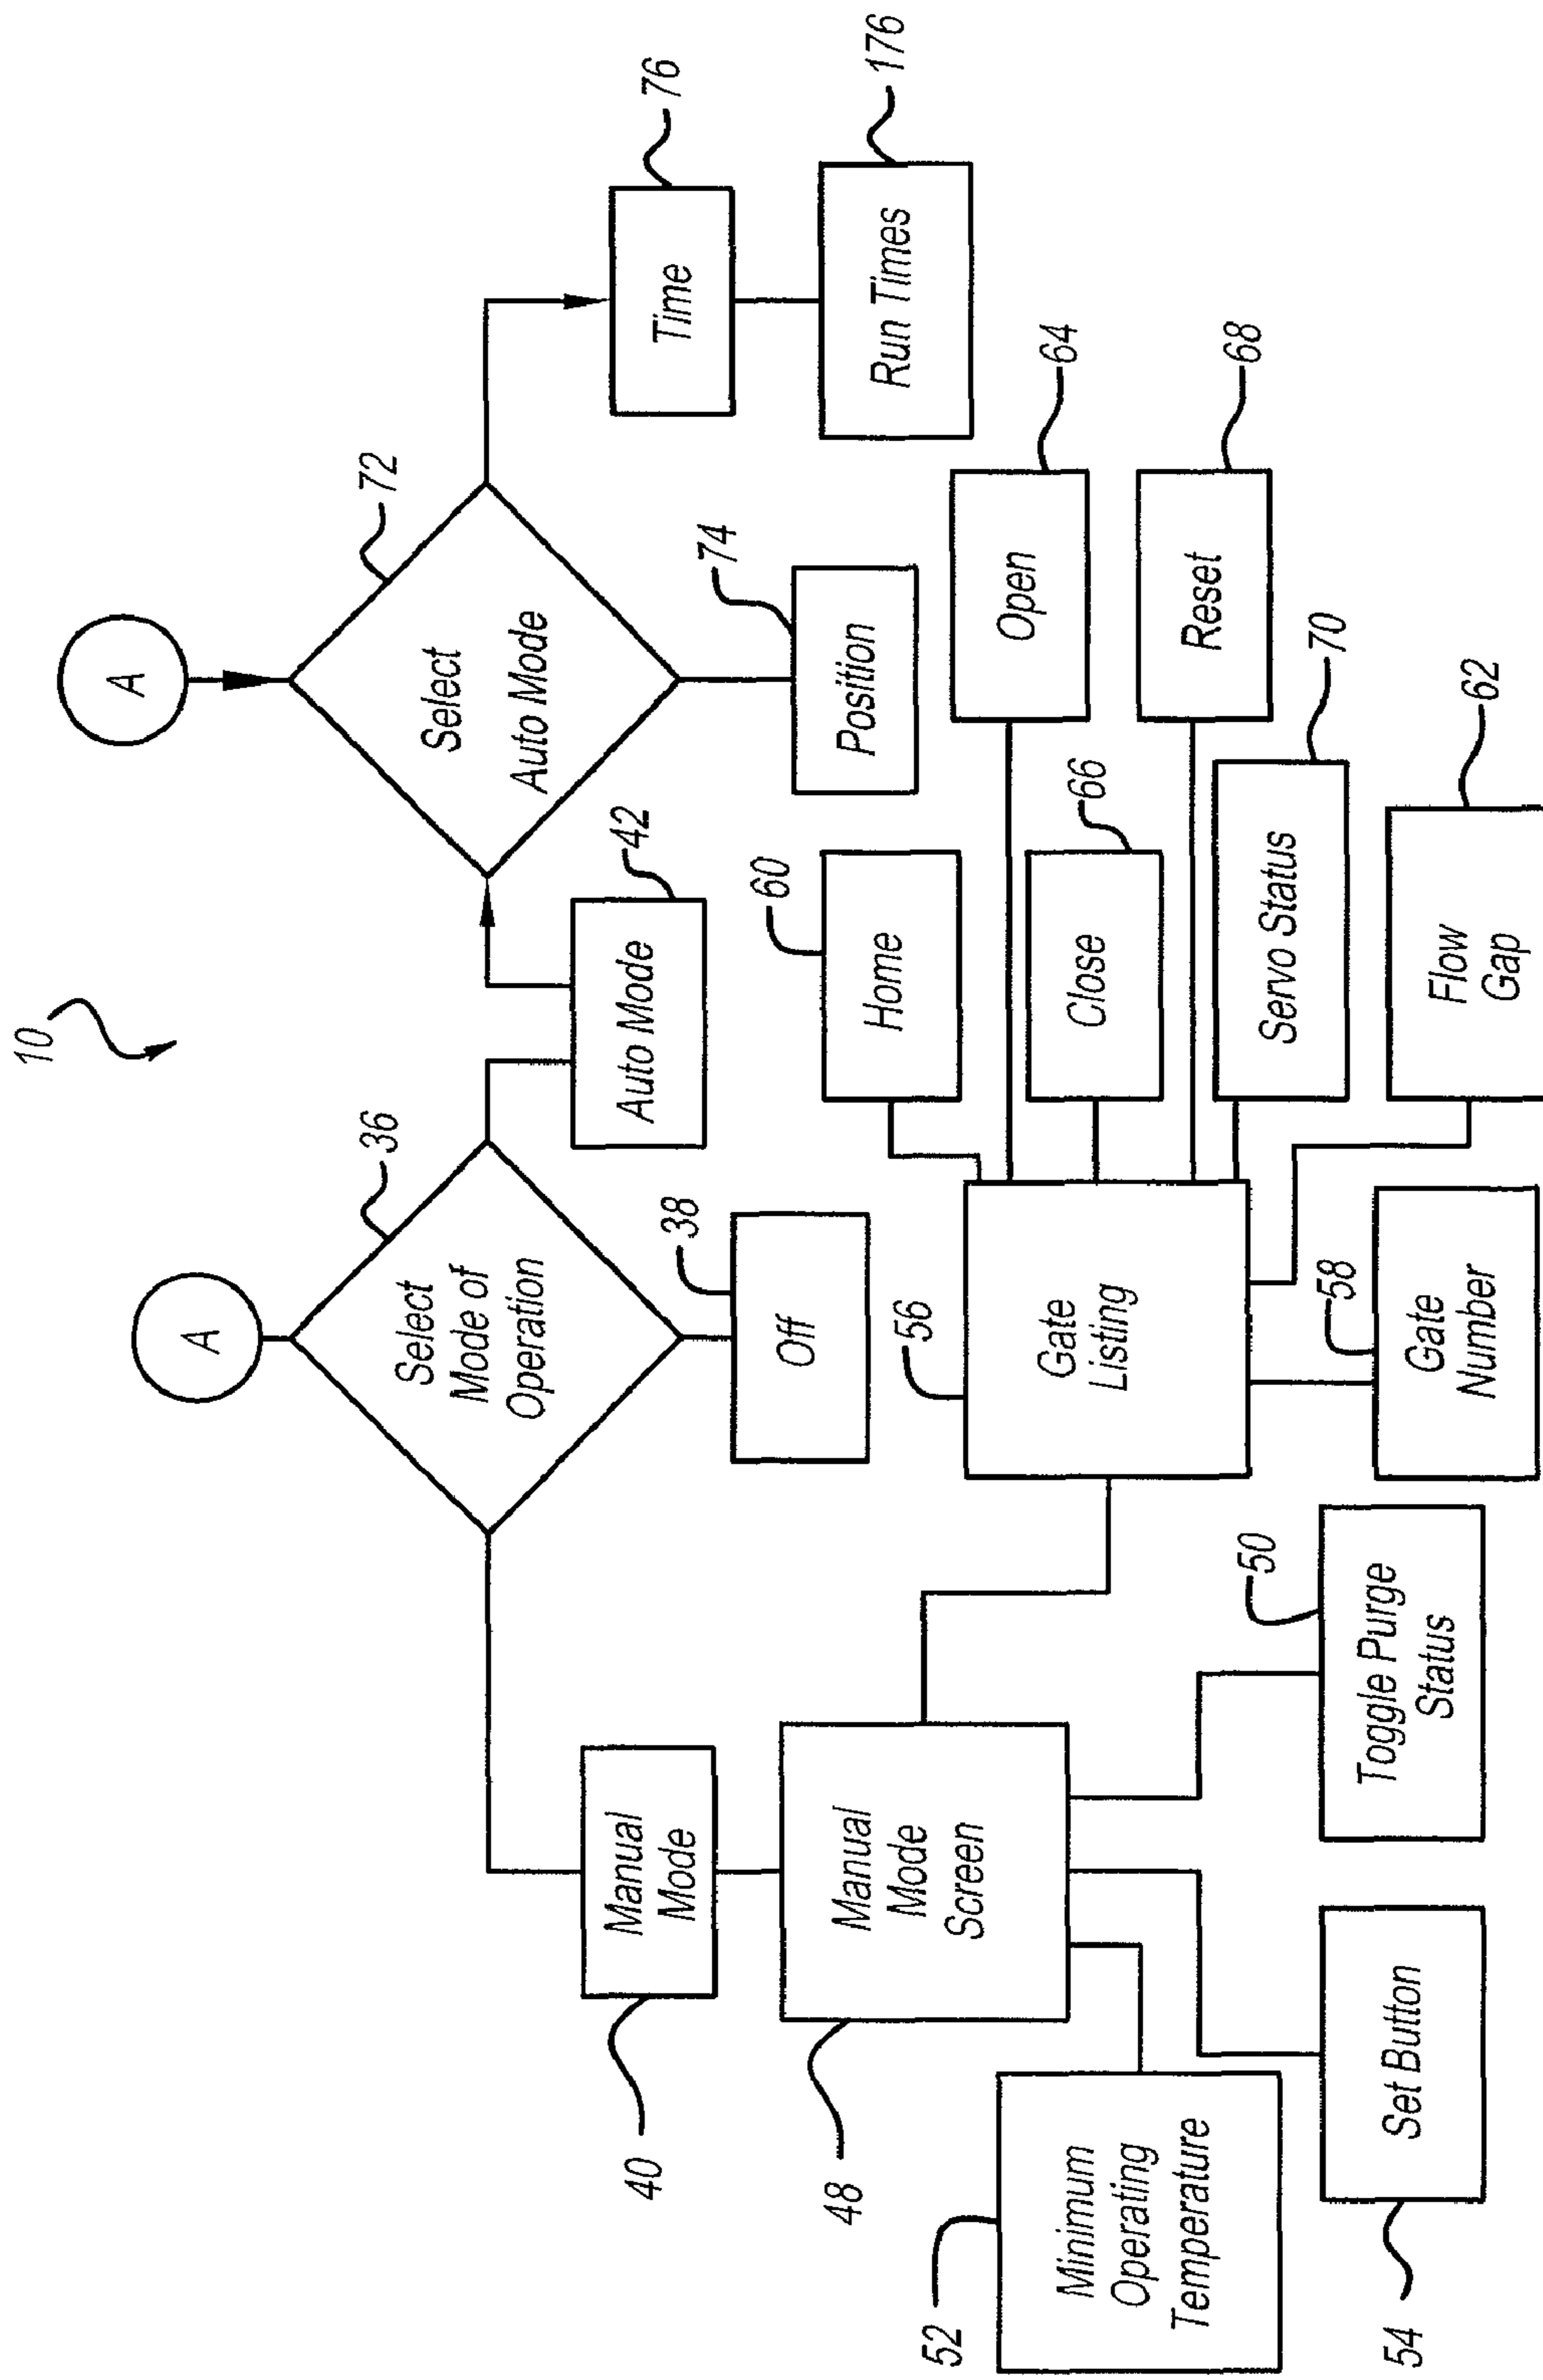 10
A
36
Select
Mode of
Operation
A
72
Select
Auto Mode
40
Manual
Mode
38
Off
42
Auto Mode
74
Position
76
Time
176
Run Times
48
Manual
Mode
Screen
56
Gate
Listing
60
Home
64
Open
66
Close
68
Reset
70
Servo Status
62
Flow
Gap
58
Gate
Number
50
Toggle Purge
Status
52
Minimum
Operating
Temperature
54
Set Button